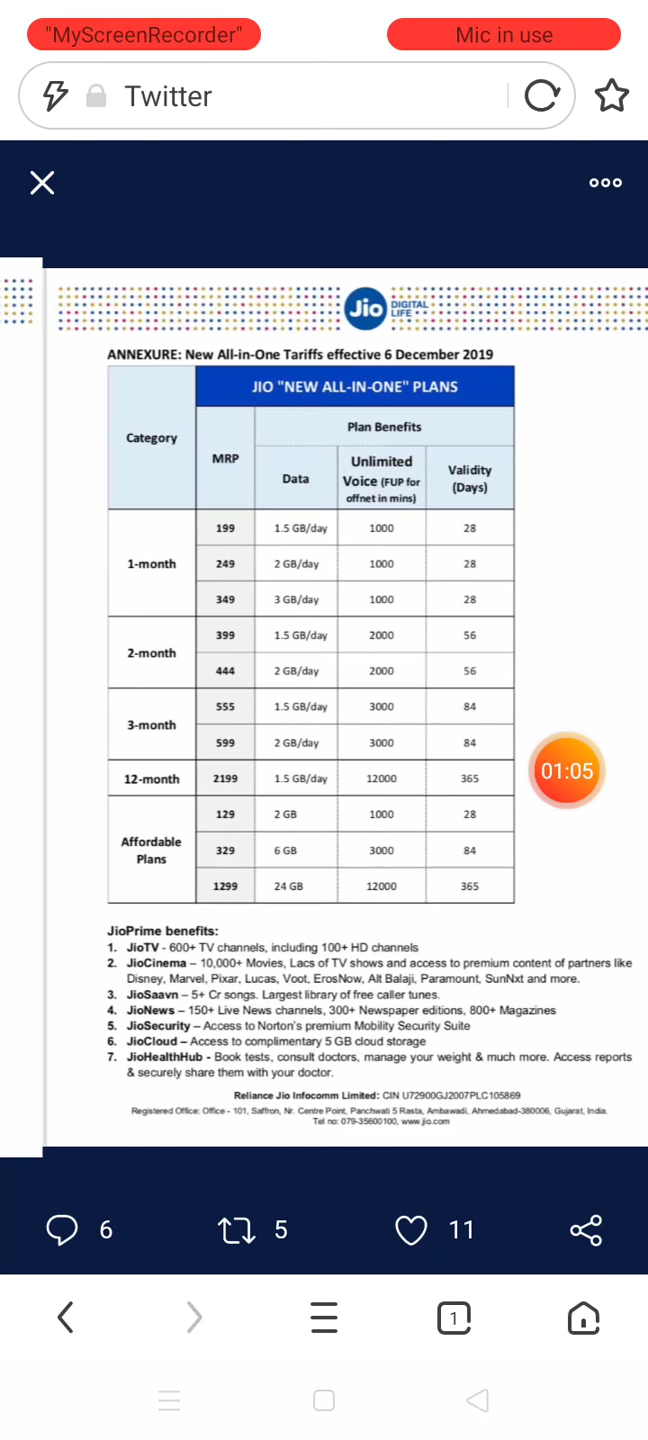 "MyScreenRecorder"
Mic in use
Twitter
Jio DIGITAL
LIFE
ANNEXURE: New All-in-One Tariffs effective 6 December 2019
JIO "NEW ALL-IN-ONE" PLANS
Category
MRP
Plan Benefits
Data
Unlimited
Voice (FUP for
offnet in mins)
Validity
(Days)
1-month
199 1.5 GB/day 1000 28
249 2 GB/day 1000 28
349 3 GB/day 1000 28
2-month
399 1.5 GB/day 2000 56
444 2 GB/day 2000 56
3-month
555 1.5 GB/day 3000 84
599 2 GB/day 3000 84
12-month 2199 1.5 GB/day 12000 365
Affordable
Plans
129 2 GB 1000 28
329 6 GB 3000 84
1299 24 GB 12000 365
01:05
JioPrime benefits:
1. JioTV - 600+ TV channels, including 100+ HD channels
2. JioCinema – 10,000+ Movies, Lacs of TV shows and access to premium content of partners like
Disney, Marvel, Pixar, Lucas, Voot, ErosNow, Alt Balaji, Paramount, SunNxt and more.
3. JioSaavn – 5+ Cr songs. Largest library of free caller tunes.
4. JioNews – 150+ Live News channels, 300+ Newspaper editions, 800+ Magazines
5. JioSecurity – Access to Norton's premium Mobility Security Suite
6. JioCloud – Access to complimentary 5 GB cloud storage
7. JioHealthHub - Book tests, consult doctors, manage your weight & much more. Access reports
& securely share them with your doctor.
Reliance Jio Infocomm Limited: CIN U72900GJ2007PLC105869
Registered Office: Office - 101, Saffron, Nr. Centre Point, Panchwati 5 Rasta, Ambawadi, Ahmedabad-380006, Gujarat, India.
Tel no: 079-35600100, www.jio.com
6 5 11
1